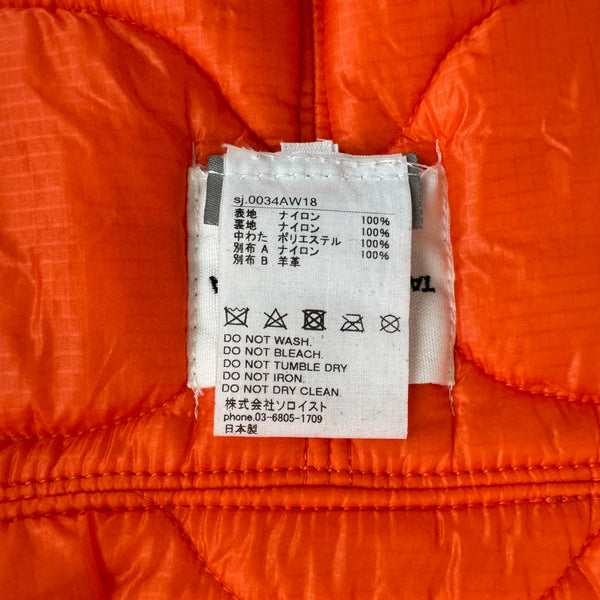 sj.0034AW18
表地 ナイロン 100%
裏地 ナイロン 100%
中わた ポリエステル 100%
別布 A ナイロン 100%
別布 B 羊革
DO NOT WASH.
DO NOT BLEACH.
DO NOT TUMBLE DRY
DO NOT IRON.
DO NOT DRY CLEAN.
株式会社ソロイスト
phone.03-6805-1709
日本製